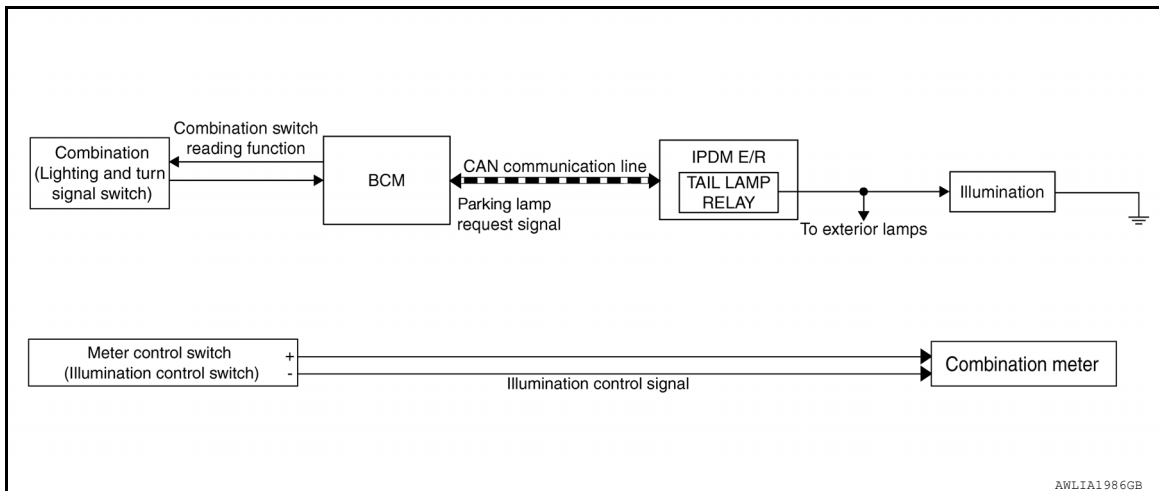 Combination switch
reading function
Combination
(Lighting and turn
signal switch)
BCM
CAN communication line
Parking lamp
request signal
IPDM E/R
TAIL LAMP
RELAY
To exterior lamps
Illumination
Meter control switch
(Illumination control switch)
+
-
Illumination control signal
Combination meter
AWLIA1986GB